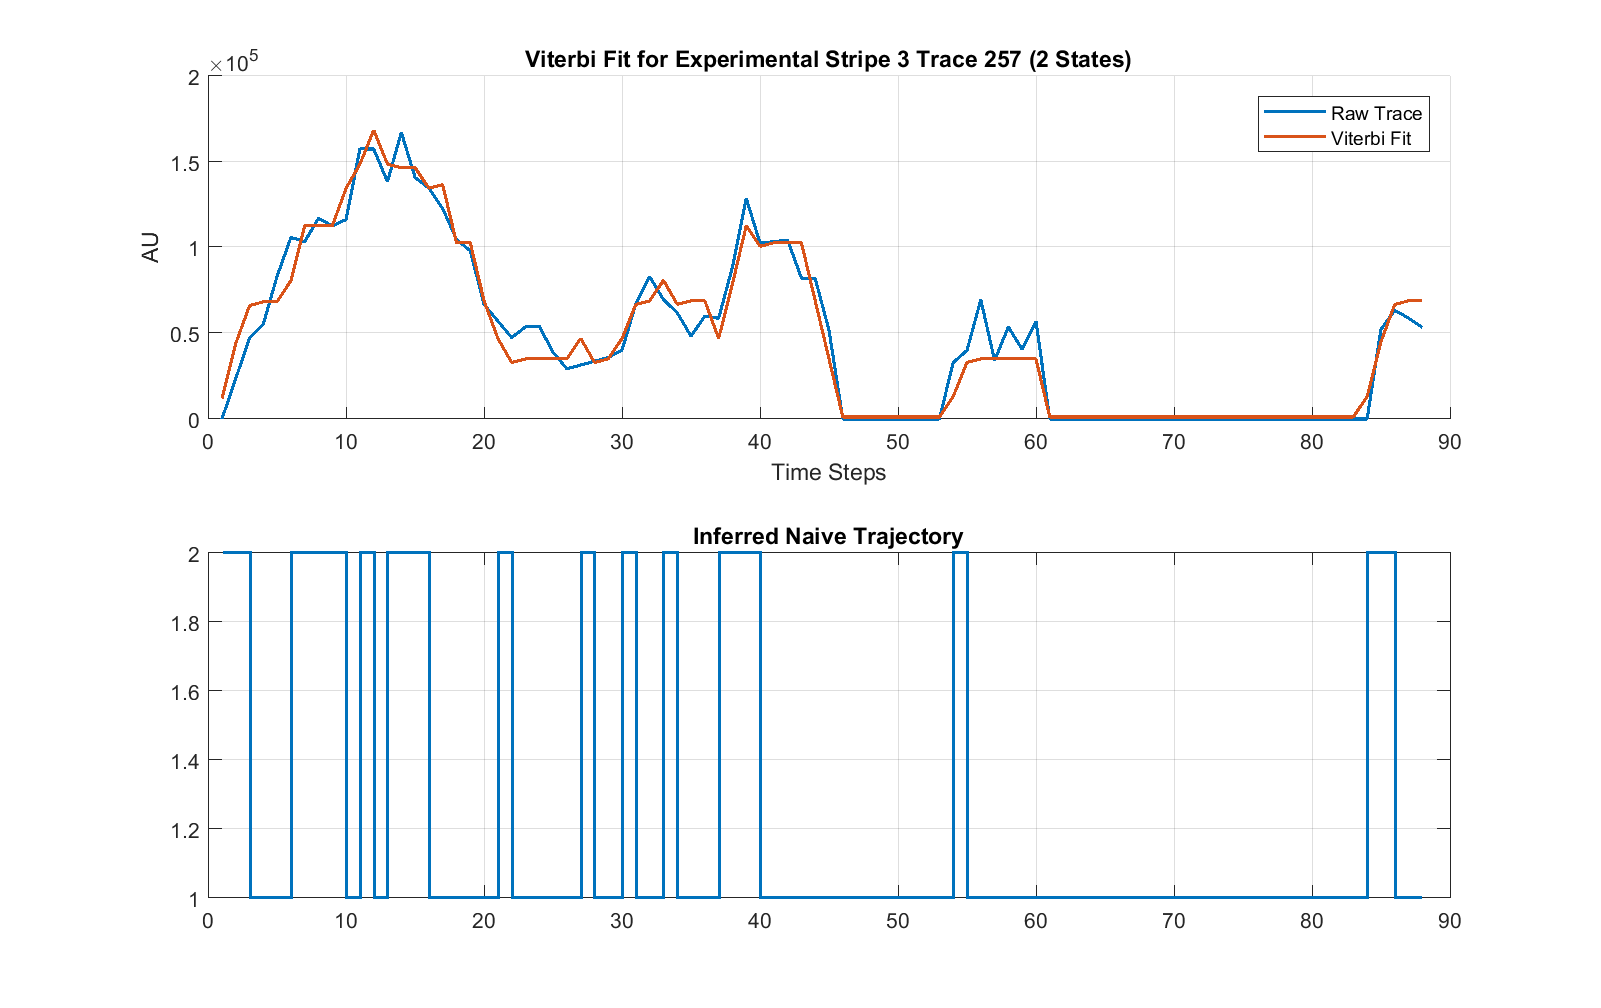 Viterbi Fit for Experimental Stripe 3 Trace 257 (2 States)
×10⁵
2
1.5
1
0.5
0
AU
Raw Trace
Viterbi Fit
0 10 20 30 40 50 60 70 80 90
Time Steps
Inferred Naive Trajectory
2
1.8
1.6
1.4
1.2
1
0 10 20 30 40 50 60 70 80 90